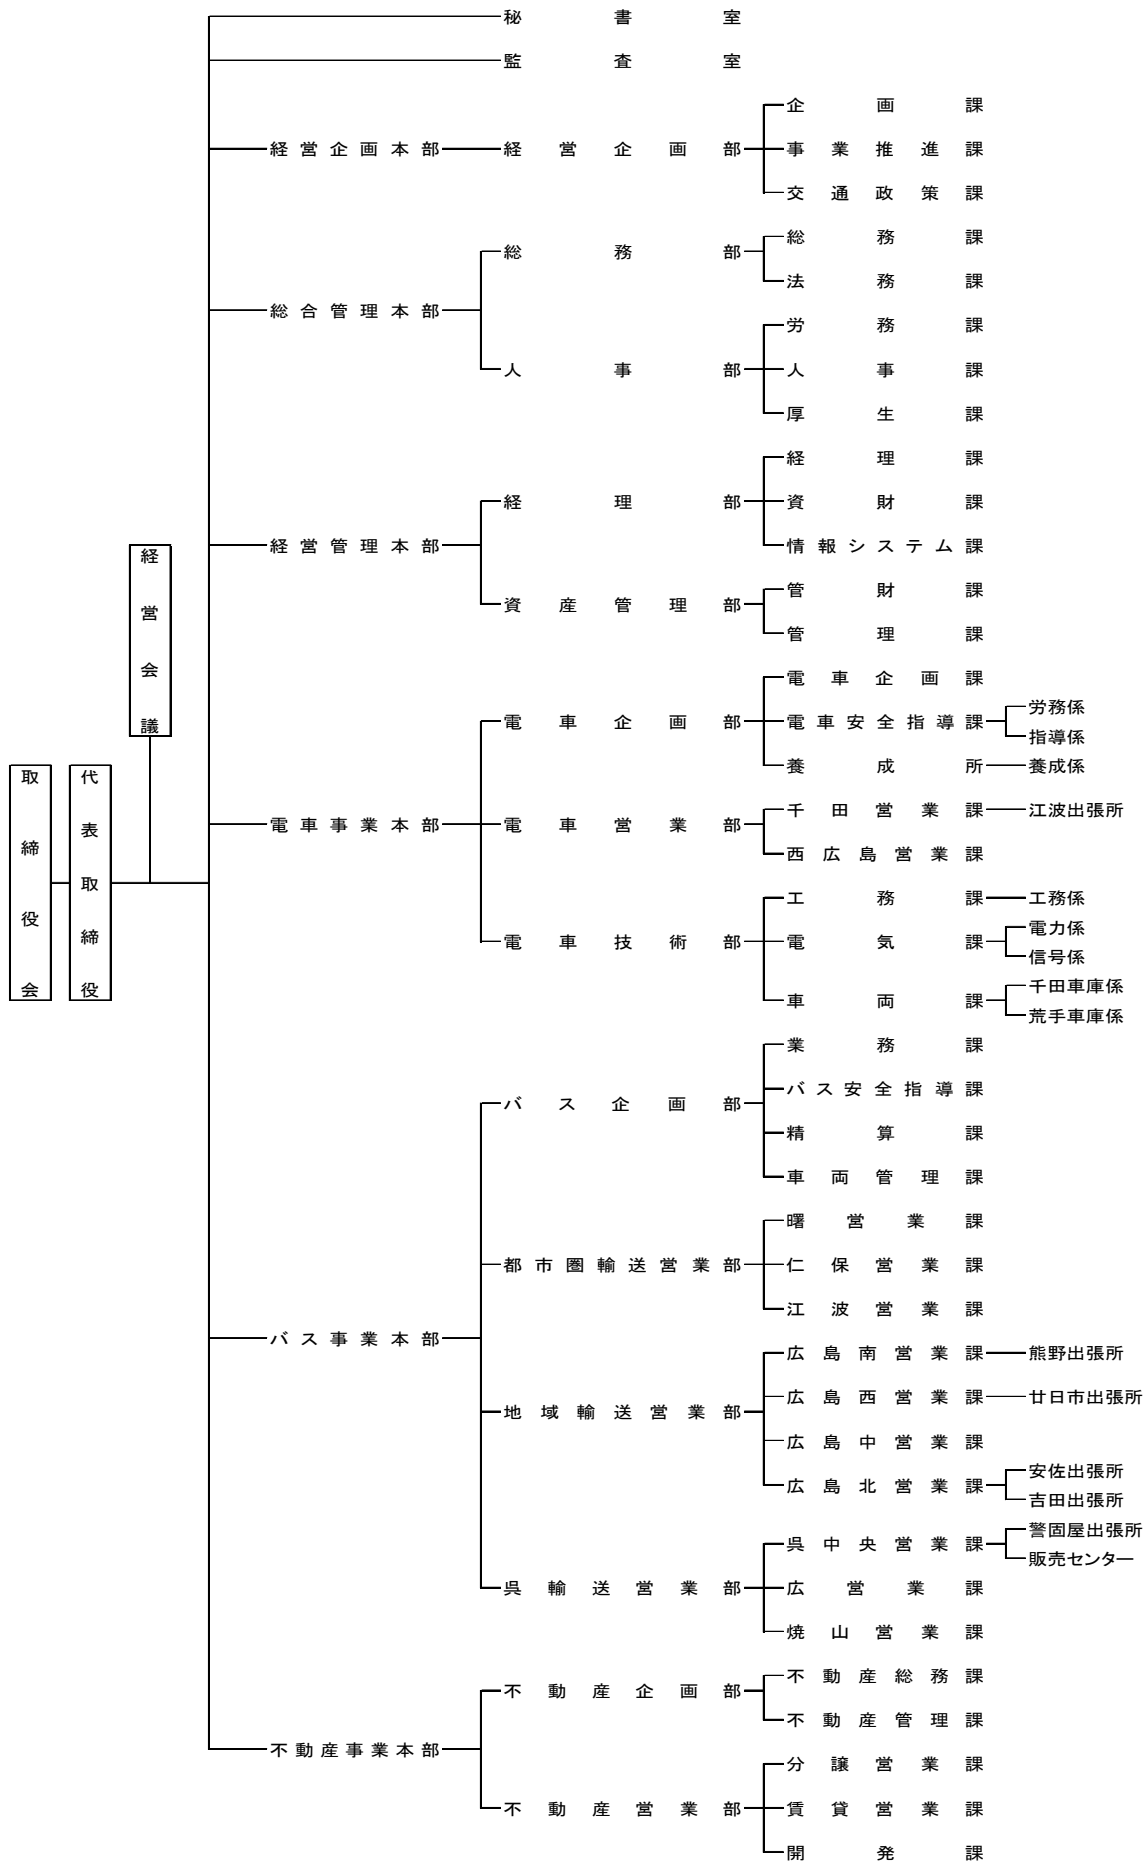 取締役会
代表取締役
経営会議
秘書室
監査室
経営企画本部
経営企画部
企画課
事業推進課
交通政策課
総合管理本部
総務部
総務課
法務課
人事部
労務課
人事課
厚生課
経営管理本部
経理部
経理課
資財課
情報システム課
資産管理部
管財課
管理課
電車事業本部
電車企画部
電車企画課
電車安全指導課
労務係
指導係
養成所
養成係
電車営業部
千田営業課
江波出張所
西広島営業課
電車技術部
工務課
工務係
電気課
電力係
信号係
車両課
千田車庫係
荒手車庫係
バス事業本部
バス企画部
業務課
バス安全指導課
精算課
車両管理課
都市圏輸送営業部
曙営業課
仁保営業課
江波営業課
地域輸送営業部
広島南営業課
熊野出張所
広島西営業課
廿日市出張所
広島中営業課
広島北営業課
安佐出張所
吉田出張所
呉輸送営業部
呉中央営業課
警固屋出張所
販売センター
広営業課
焼山営業課
不動産事業本部
不動産企画部
不動産総務課
不動産管理課
不動産営業部
分譲営業課
賃貸営業課
開発課